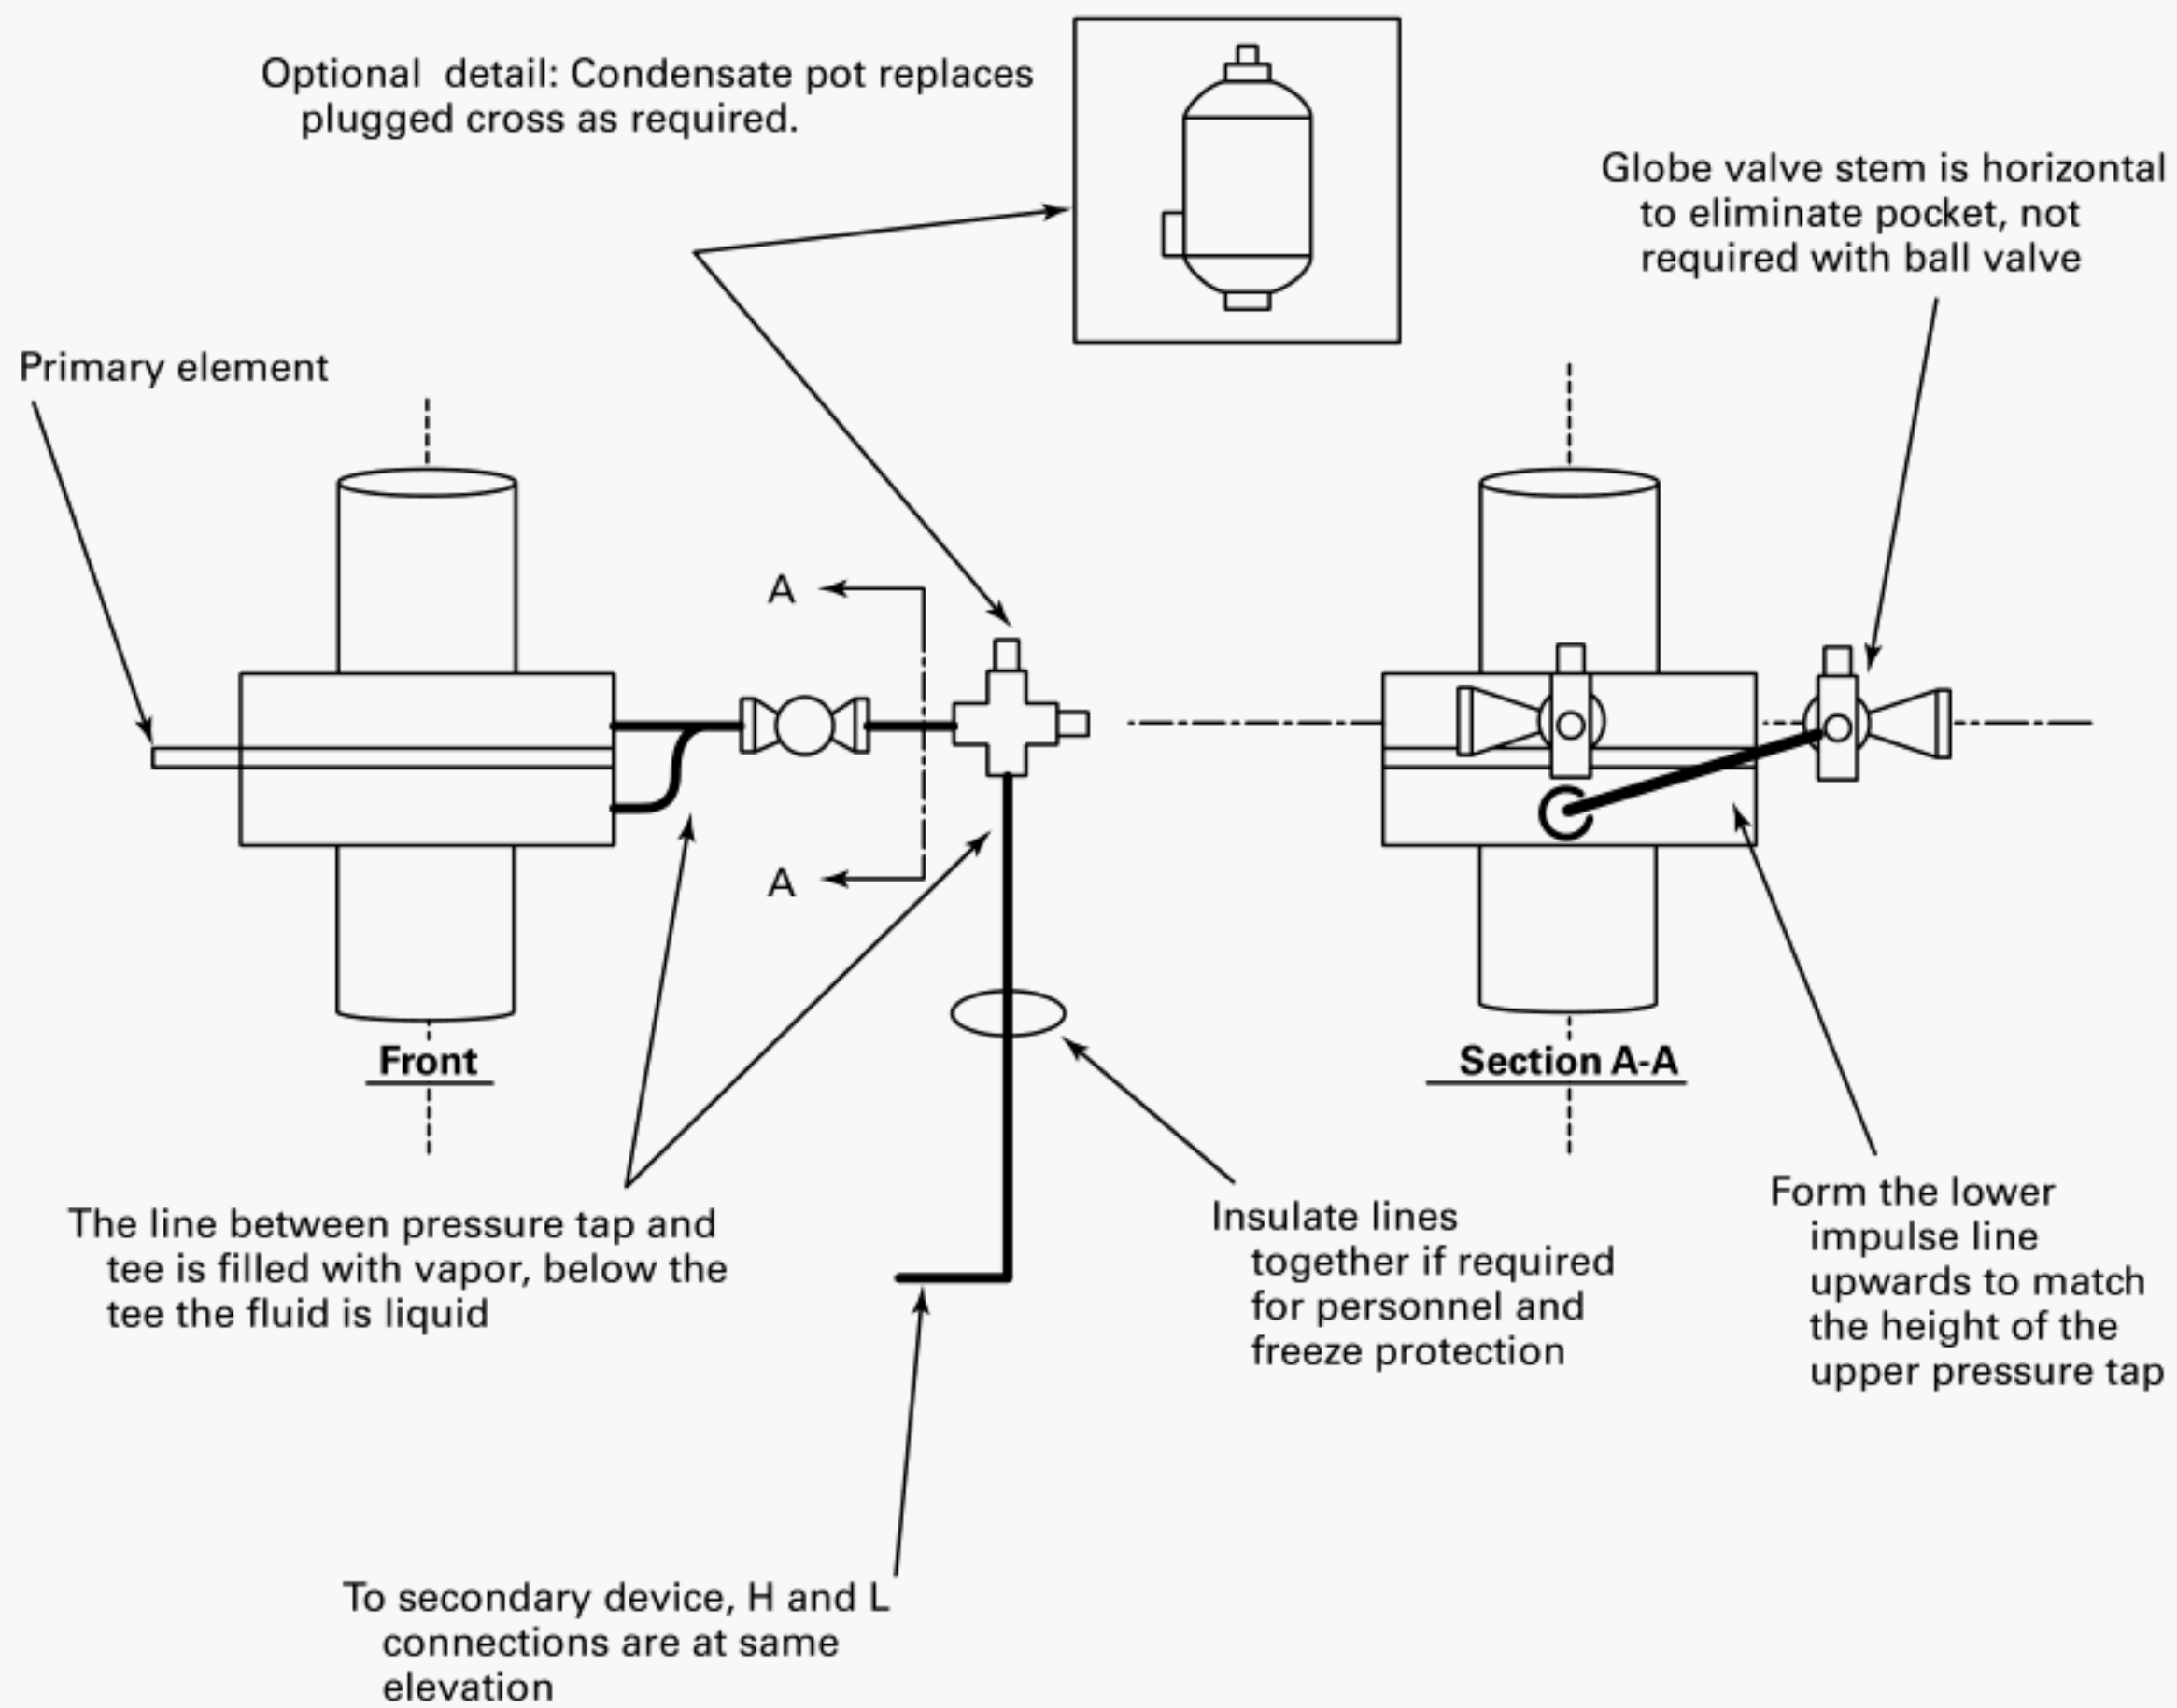 Optional detail: Condensate pot replaces
plugged cross as required.
Globe valve stem is horizontal
to eliminate pocket, not
required with ball valve
Primary element
A
A
Front
Section A-A
The line between pressure tap and
tee is filled with vapor, below the
tee the fluid is liquid
Insulate lines
together if required
for personnel and
freeze protection
Form the lower
impulse line
upwards to match
the height of the
upper pressure tap
To secondary device, H and L
connections are at same
elevation